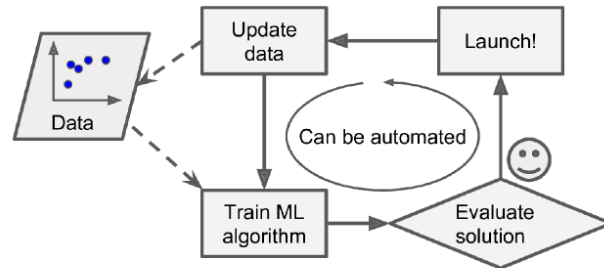 Update
data
Launch!
Data
Can be automated
Train ML
algorithm
Evaluate
solution